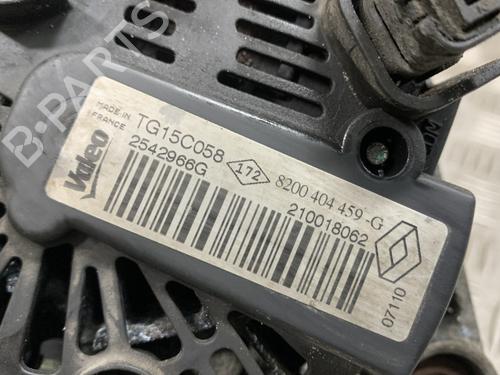 B-PARTS
MADE IN
FRANCE
Valeo
TG15C058
2542966G
172
8200 404 459-G
210018062
07110